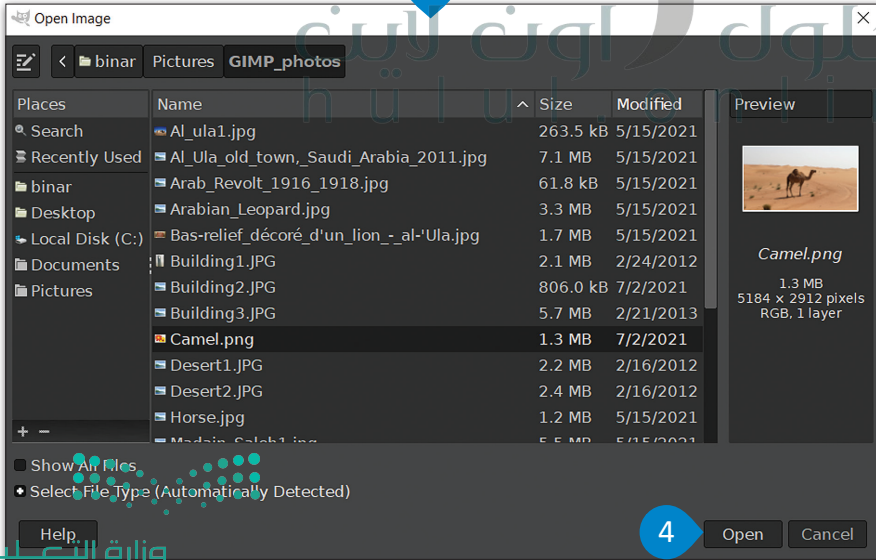 Open Image
binar Pictures GIMP_photos
Places Name Size Modified Preview
Search
Recently Used
binar
Desktop
Local Disk (C:)
Documents
Pictures
Al_ula1.jpg 263.5 kB 5/15/2021
Al_Ula_old_town,_Saudi_Arabia_2011.jpg 7.1 MB 5/15/2021
Arab_Revolt_1916_1918.jpg 61.8 kB 5/15/2021
Arabian_Leopard.jpg 3.3 MB 5/15/2021
Bas-relief_décoré_d'un_lion_-_al-'Ula.jpg 1.7 MB 5/15/2021
Building1.JPG 2.1 MB 2/24/2012
Building2.JPG 806.0 kB 7/2/2021
Building3.JPG 5.7 MB 2/21/2013
Camel.png 1.3 MB 7/2/2021
Desert1.JPG 2.2 MB 2/16/2012
Desert2.JPG 2.4 MB 2/16/2012
Horse.jpg 1.2 MB 5/15/2021
Camel.png
1.3 MB
5184 × 2912 pixels
RGB, 1 layer
Show All Files
Select File Type (Automatically Detected)
Help 4 Open Cancel
حلول اون لاين
hulul.online
وزارة التعليم